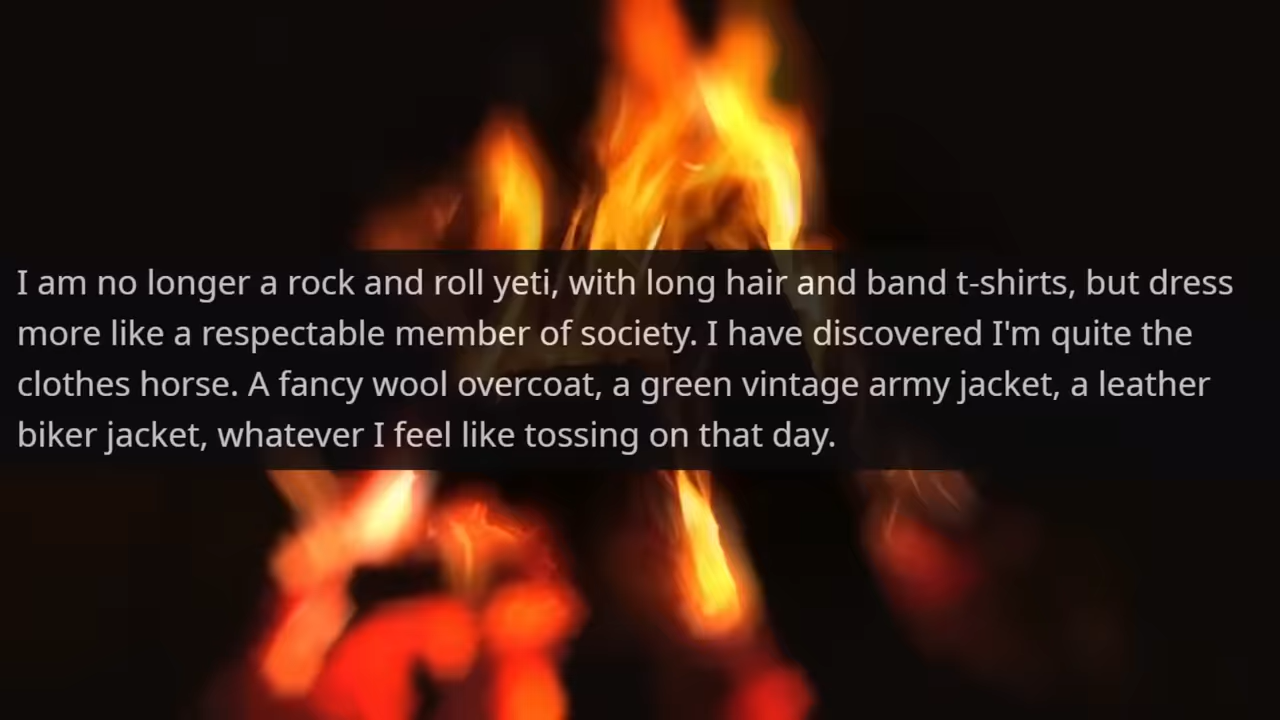 I am no longer a rock and roll yeti, with long hair and band t-shirts, but dress
more like a respectable member of society. I have discovered I'm quite the
clothes horse. A fancy wool overcoat, a green vintage army jacket, a leather
biker jacket, whatever I feel like tossing on that day.